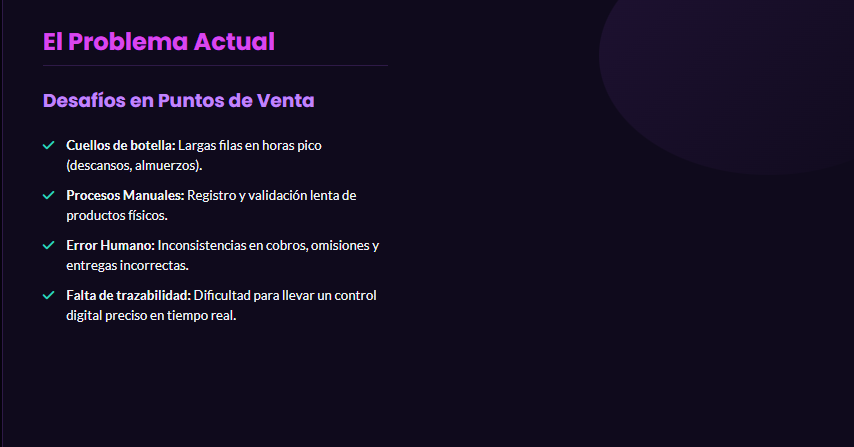 El Problema Actual
Desafíos en Puntos de Venta
Cuellos de botella: Largas filas en horas pico
(descansos, almuerzos).
Procesos Manuales: Registro y validación lenta de
productos físicos.
Error Humano: Inconsistencias en cobros, omisiones y
entregas incorrectas.
Falta de trazabilidad: Dificultad para llevar un control
digital preciso en tiempo real.